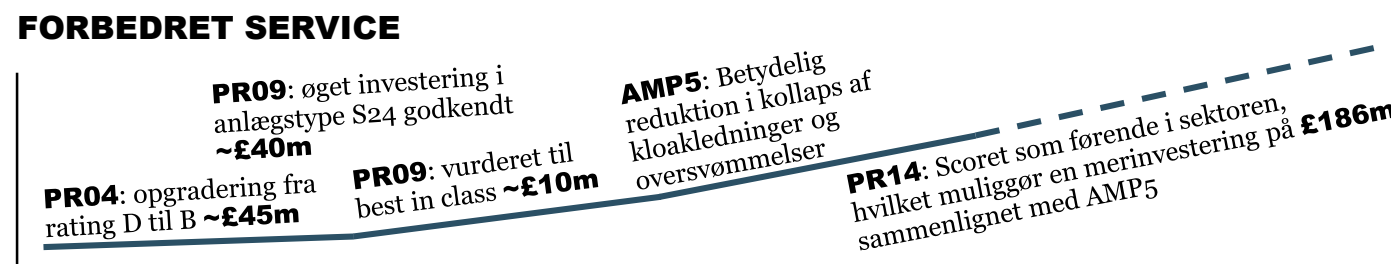 FORBEDRET SERVICE
PR09: øget investering i
anlægstype S24 godkendt
~£40m
PR04: opgradering fra
rating D til B ~£45m
PR09: vurderet til
best in class ~£10m
AMP5: Betydelig
reduktion i kollaps af
kloakledninger og
oversvømmelser
PR14: Scoret som førende i sektoren,
hvilket muliggør en merinvestering på £186m
sammenlignet med AMP5